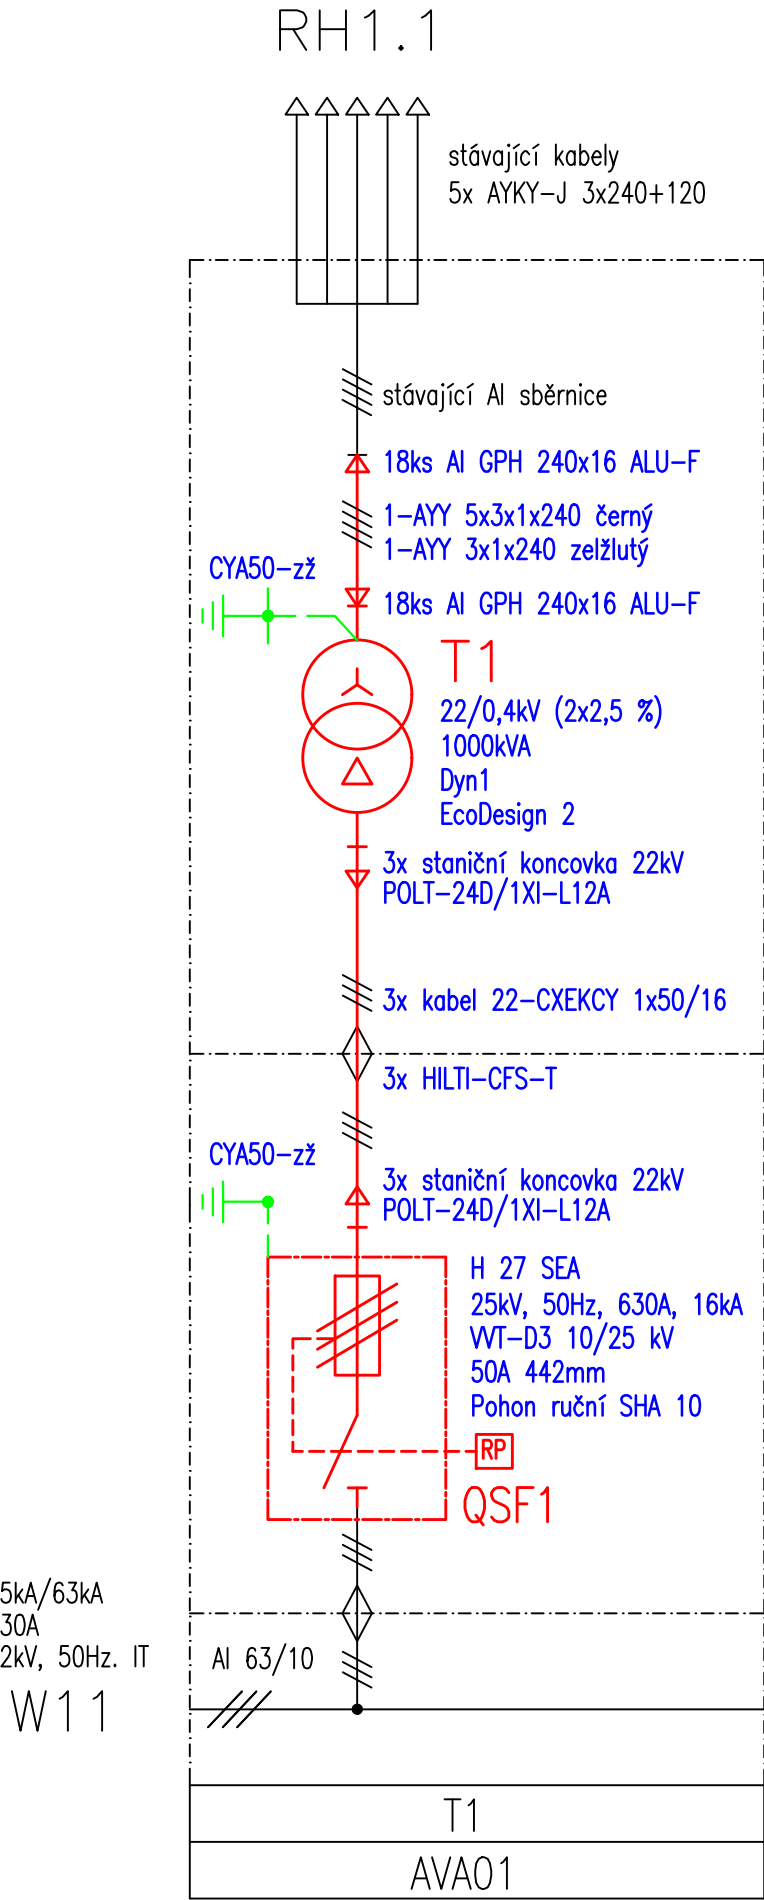 RH1.1
stávající kabely
5x AYKY-J 3x240+120
stávající Al sběrnice
18ks Al GPH 240x16 ALU-F
1-AYY 5x3x1x240 černý
1-AYY 3x1x240 zelžlutý
CYA50-zž
18ks Al GPH 240x16 ALU-F
T1
22/0,4kV (2x2,5 %)
1000kVA
Dyn1
EcoDesign 2
3x staniční koncovka 22kV
POLT-24D/1XI-L12A
3x kabel 22-CXEKCY 1x50/16
3x HILTI-CFS-T
CYA50-zž
3x staniční koncovka 22kV
POLT-24D/1XI-L12A
H 27 SEA
25kV, 50Hz, 630A, 16kA
VVT-D3 10/25 kV
50A 442mm
Pohon ruční SHA 10
RP
QSF1
5kA/63kA
30A
2kV, 50Hz. IT
Al 63/10
W11
T1
AVA01